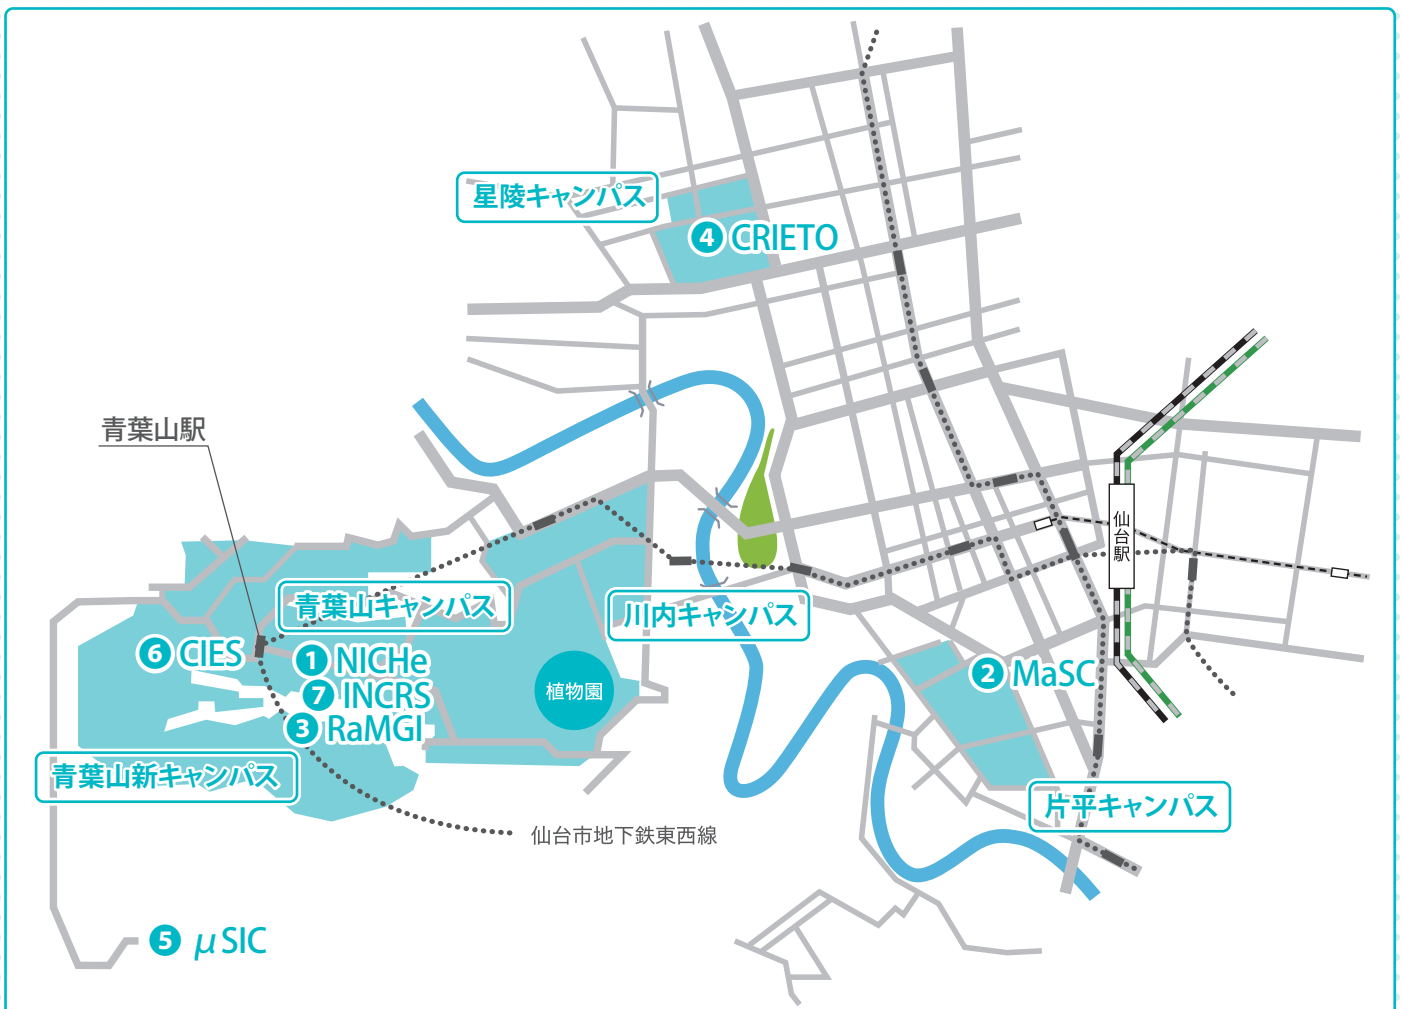 星陵キャンパス
4 CRIETO
青葉山駅
仙台駅
青葉山キャンパス
川内キャンパス
6 CIES
1 NICHe
7 INCRS
3 RaMGI
植物園
2 MaSC
青葉山新キャンパス
片平キャンパス
仙台市地下鉄東西線
5 μSIC